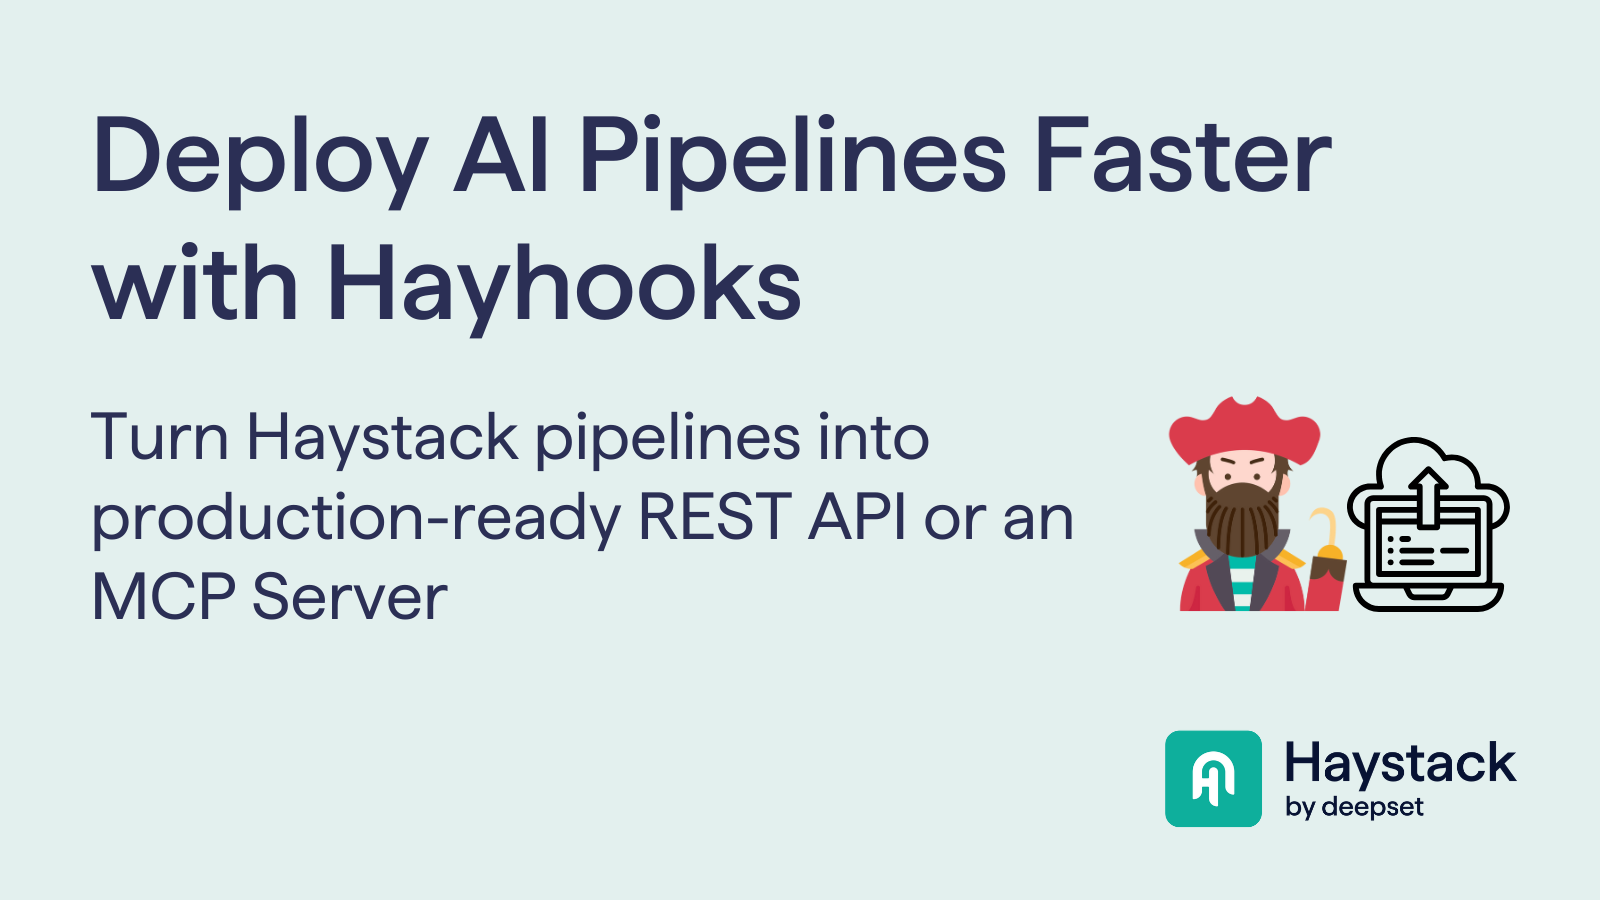 Deploy AI Pipelines Faster
with Hayhooks
Turn Haystack pipelines into
production-ready REST API or an
MCP Server
Haystack
by deepset